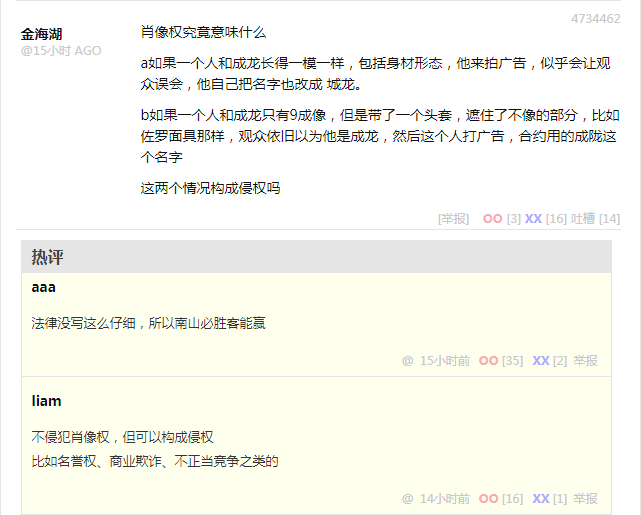 4734462
金海湖
@15小时 AGO
肖像权究竟意味什么
a如果一个人和成龙长得一模一样，包括身材形态，他来拍广告，似乎会让观
众误会，他自己把名字也改成 城龙。
b如果一个人和成龙只有9成像，但是带了一个头套，遮住了不像的部分，比如
佐罗面具那样，观众依旧以为他是成龙，然后这个人打广告，合约用的成陇这
个名字
这两个情况构成侵权吗
[举报] OO [3] XX [16] 吐槽 [14]
热评
aaa
法律没写这么仔细，所以南山必胜客能赢
@ 15小时前 OO [35] XX [2] 举报
liam
不侵犯肖像权，但可以构成侵权
比如名誉权、商业欺诈、不正当竞争之类的
@ 14小时前 OO [16] XX [1] 举报